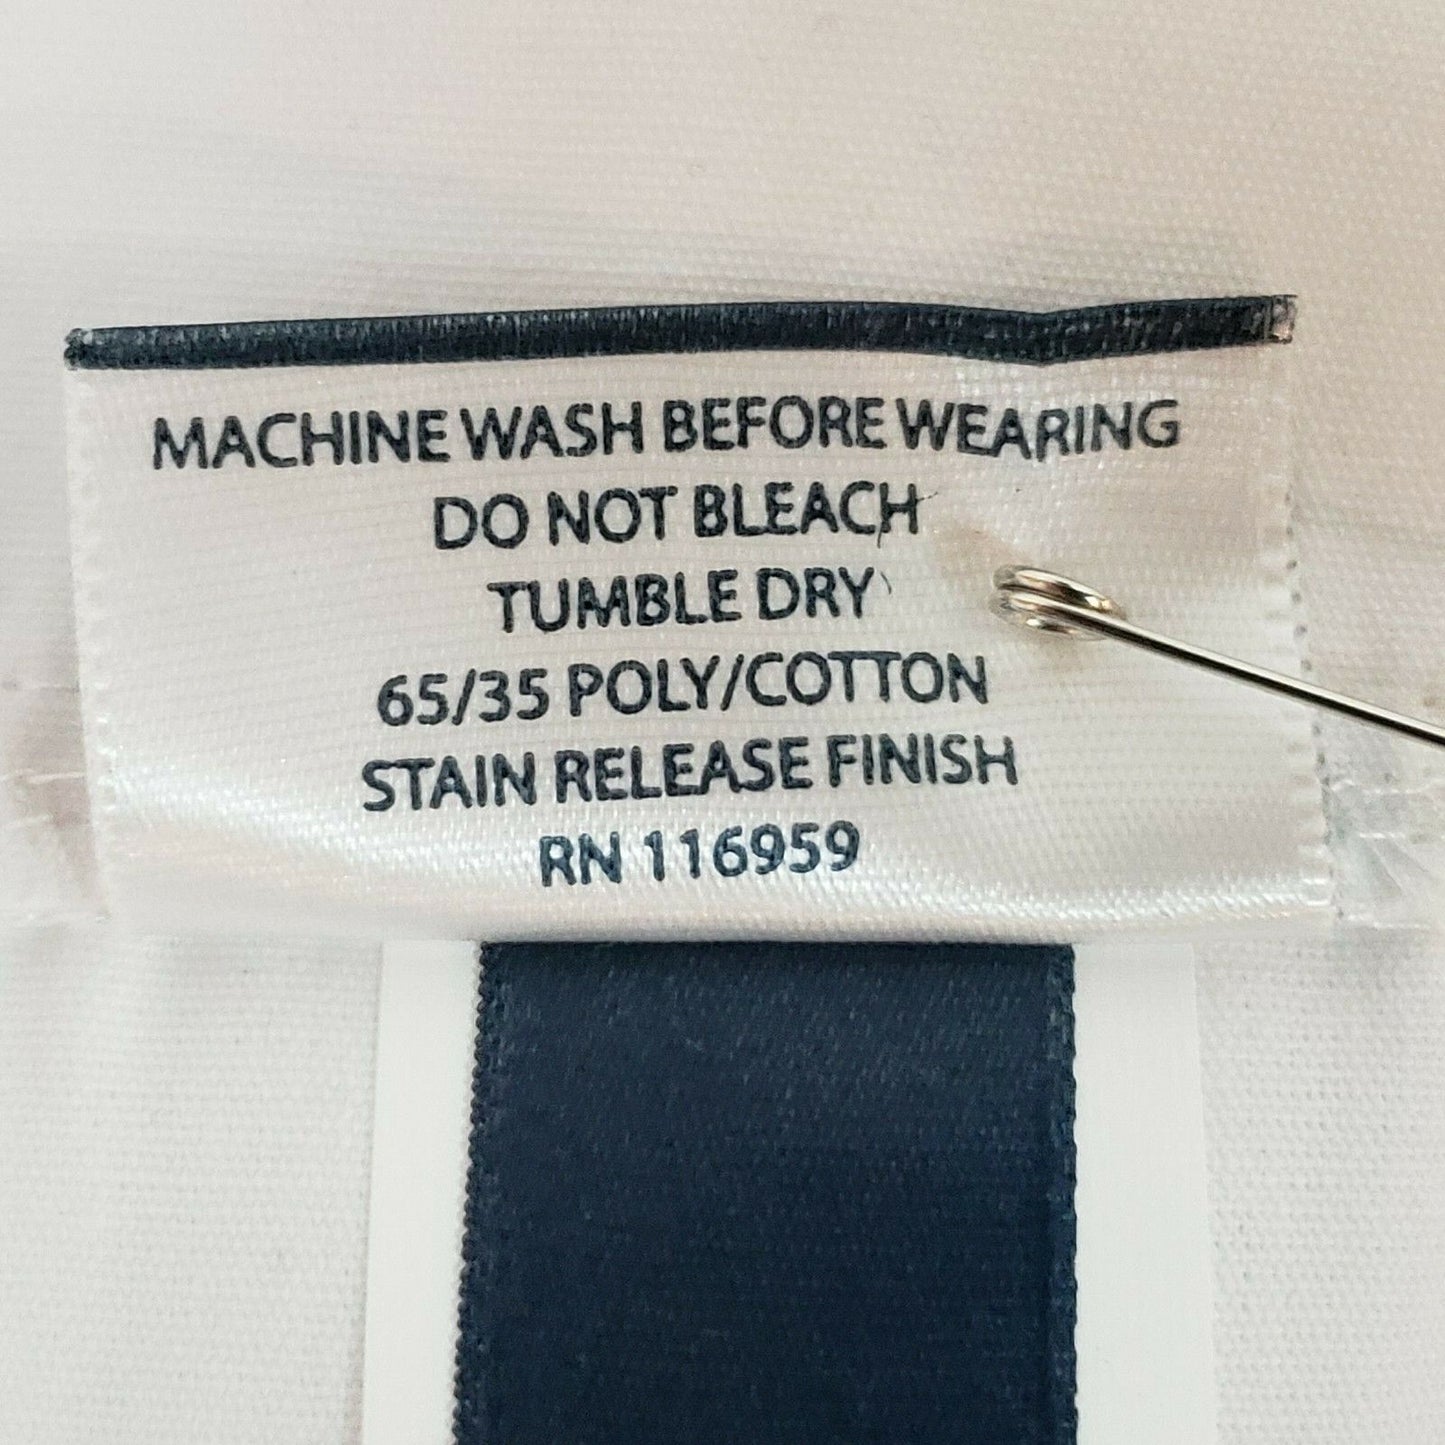 MACHINE WASH BEFORE WEARING
DO NOT BLEACH
TUMBLE DRY
65/35 POLY/COTTON
STAIN RELEASE FINISH
RN 116959